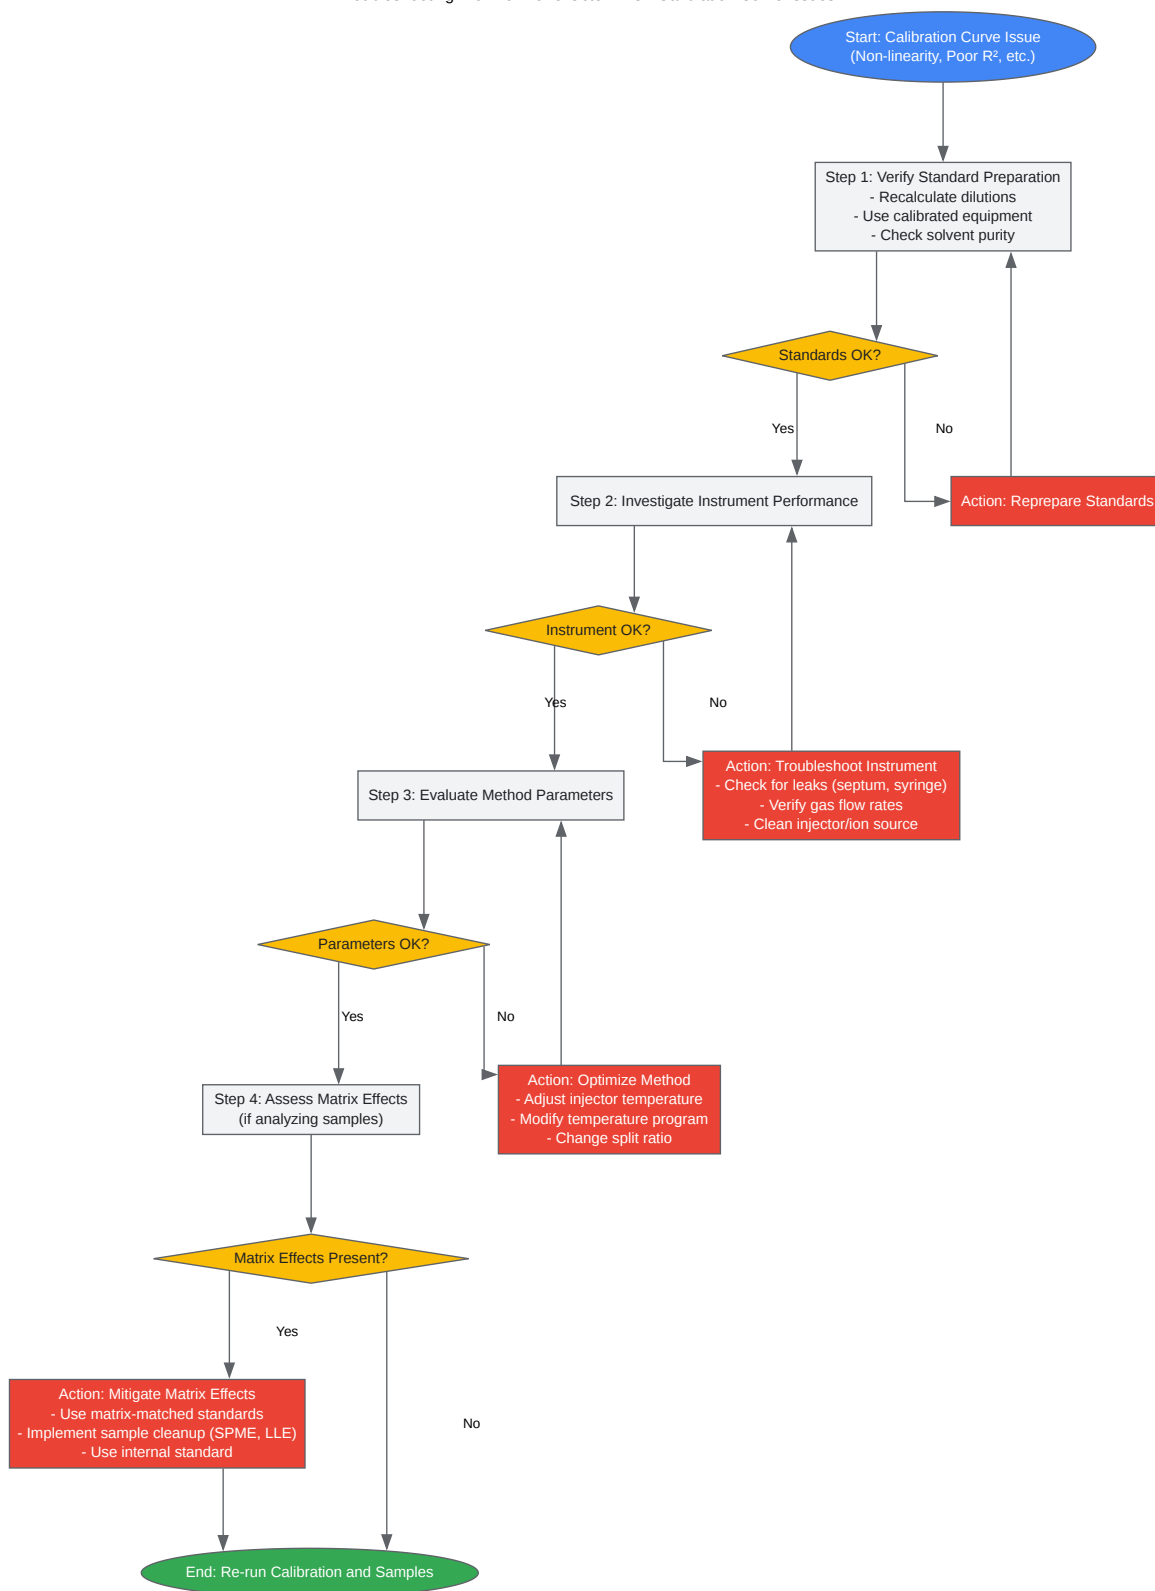 Start: Calibration Curve Issue
(Non-linearity, Poor R², etc.)
Step 1: Verify Standard Preparation
- Recalculate dilutions
- Use calibrated equipment
- Check solvent purity
Standards OK?
Yes
No
Step 2: Investigate Instrument Performance
Action: Reprepare Standards
Instrument OK?
Yes
No
Action: Troubleshoot Instrument
- Check for leaks (septum, syringe)
- Verify gas flow rates
- Clean injector/ion source
Step 3: Evaluate Method Parameters
Parameters OK?
Yes
No
Action: Optimize Method
- Adjust injector temperature
- Modify temperature program
- Change split ratio
Step 4: Assess Matrix Effects
(if analyzing samples)
Matrix Effects Present?
Yes
No
Action: Mitigate Matrix Effects
- Use matrix-matched standards
- Implement sample cleanup (SPME, LLE)
- Use internal standard
End: Re-run Calibration and Samples